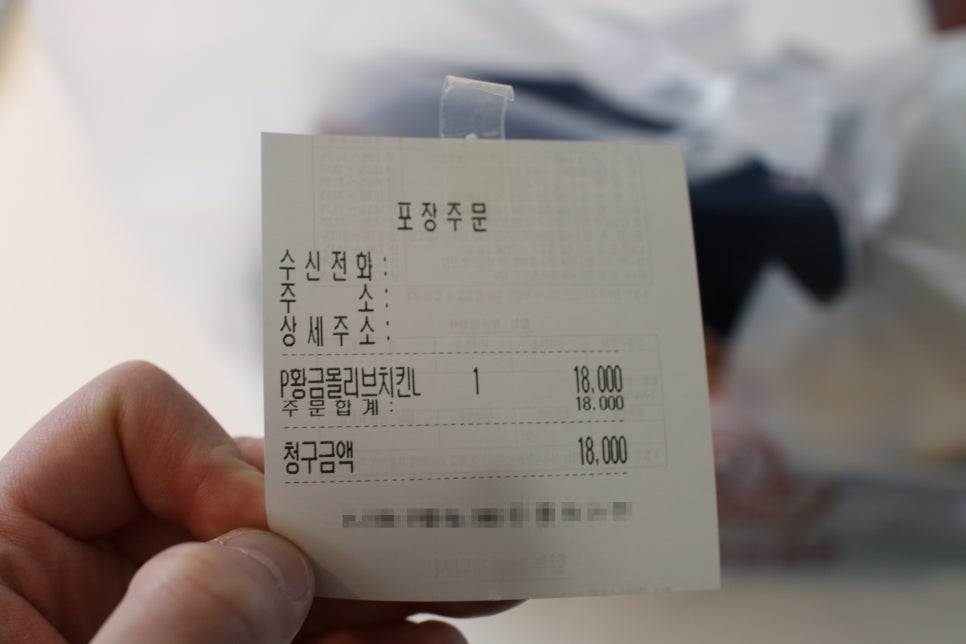 포장주문
수신전화:
주 소:
상세주소:
P황금몰리브치킨L 1 18,000
주문합계: 18,000
청구금액 18,000